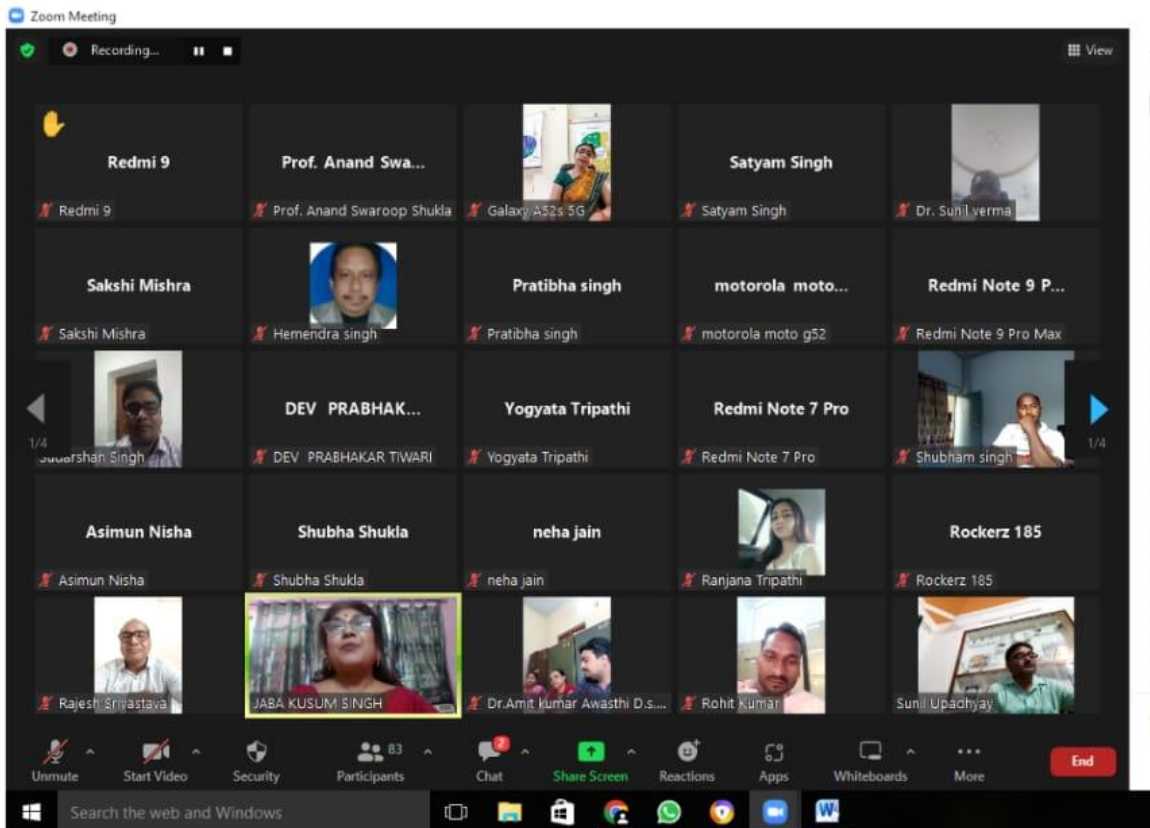 Zoom Meeting
Recording...
View
Redmi 9
Prof. Anand Swa...
Satyam Singh
Redmi 9
Prof. Anand Swaroop Shukla
Galaxy A52s 5G
Satyam Singh
Dr. Sunil verma
Sakshi Mishra
Pratibha singh
motorola moto...
Redmi Note 9 P...
Sakshi Mishra
Hemendra singh
Pratibha singh
motorola moto g52
Redmi Note 9 Pro Max
DEV PRABHAK...
Yogyata Tripathi
Redmi Note 7 Pro
1/4
1/4
Sudarshan Singh
DEV PRABHAKAR TIWARI
Yogyata Tripathi
Redmi Note 7 Pro
Shubham singh
Asimun Nisha
Shubha Shukla
neha jain
Rockerz 185
Asimun Nisha
Shubha Shukla
neha jain
Ranjana Tripathi
Rockerz 185
Rajesh Srivastava
JABA KUSUM SINGH
Dr.Amit kumar Awasthi D.s....
Rohit Kumar
Sunil Upadhyay
83
2
Unmute
Start Video
Security
Participants
Chat
Share Screen
Reactions
Apps
Whiteboards
More
End
Search the web and Windows